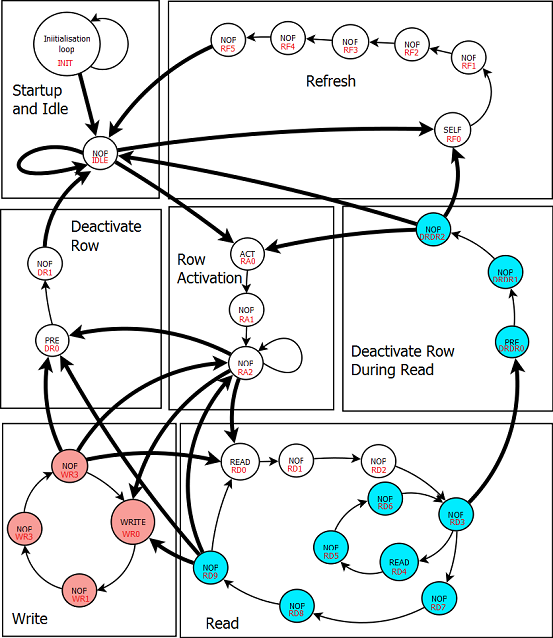 Iniitialisation
loop
INIT
Startup
and Idle
NOF
IDLE
NOF
RF5
NOF
RF4
NOF
RF3
NOF
RF2
NOF
RF1
Refresh
SELF
RF0
Deactivate
Row
NOF
DR1
PRE
DR0
Row
Activation
ACT
RA0
NOF
RA1
NOF
RA2
NOF
DRDR2
NOF
DRDR1
PRE
DRDR0
Deactivate Row
During Read
NOF
WR3
NOF
WR3
WRITE
WR0
NOF
WR1
Write
READ
RD0
NOF
RD1
NOF
RD2
NOF
RD6
NOF
RD3
NOF
RD5
READ
RD4
NOF
RD9
NOF
RD8
NOF
RD7
Read